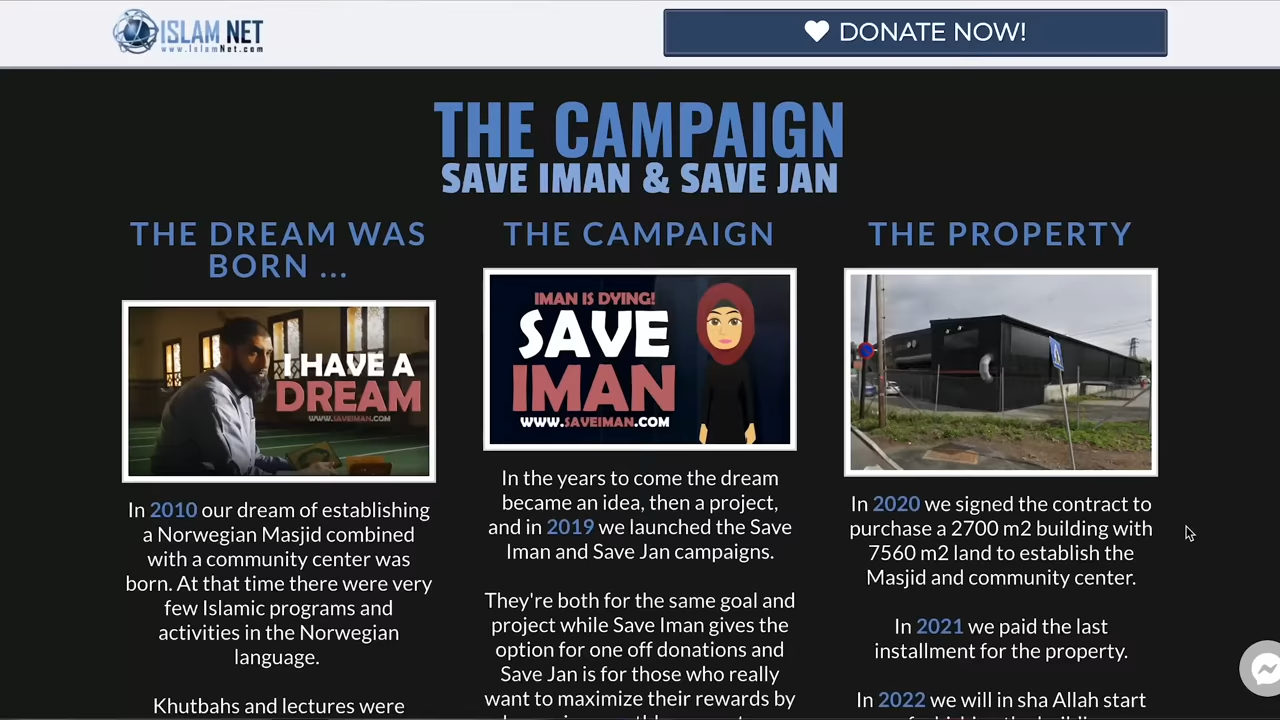 ISLAM NET
www.IslamNet.com
DONATE NOW!
THE CAMPAIGN
SAVE IMAN & SAVE JAN
THE DREAM WAS
BORN ...
I HAVE A
DREAM
WWW.SAVEIMAN.COM
In 2010 our dream of establishing
a Norwegian Masjid combined
with a community center was
born. At that time there were very
few Islamic programs and
activities in the Norwegian
language.
Khutbahs and lectures were
THE CAMPAIGN
IMAN IS DYING!
SAVE
IMAN
WWW.SAVEIMAN.COM
In the years to come the dream
became an idea, then a project,
and in 2019 we launched the Save
Iman and Save Jan campaigns.
They're both for the same goal and
project while Save Iman gives the
option for one off donations and
Save Jan is for those who really
want to maximize their rewards by
THE PROPERTY
In 2020 we signed the contract to
purchase a 2700 m2 building with
7560 m2 land to establish the
Masjid and community center.
In 2021 we paid the last
installment for the property.
In 2022 we will in sha Allah start